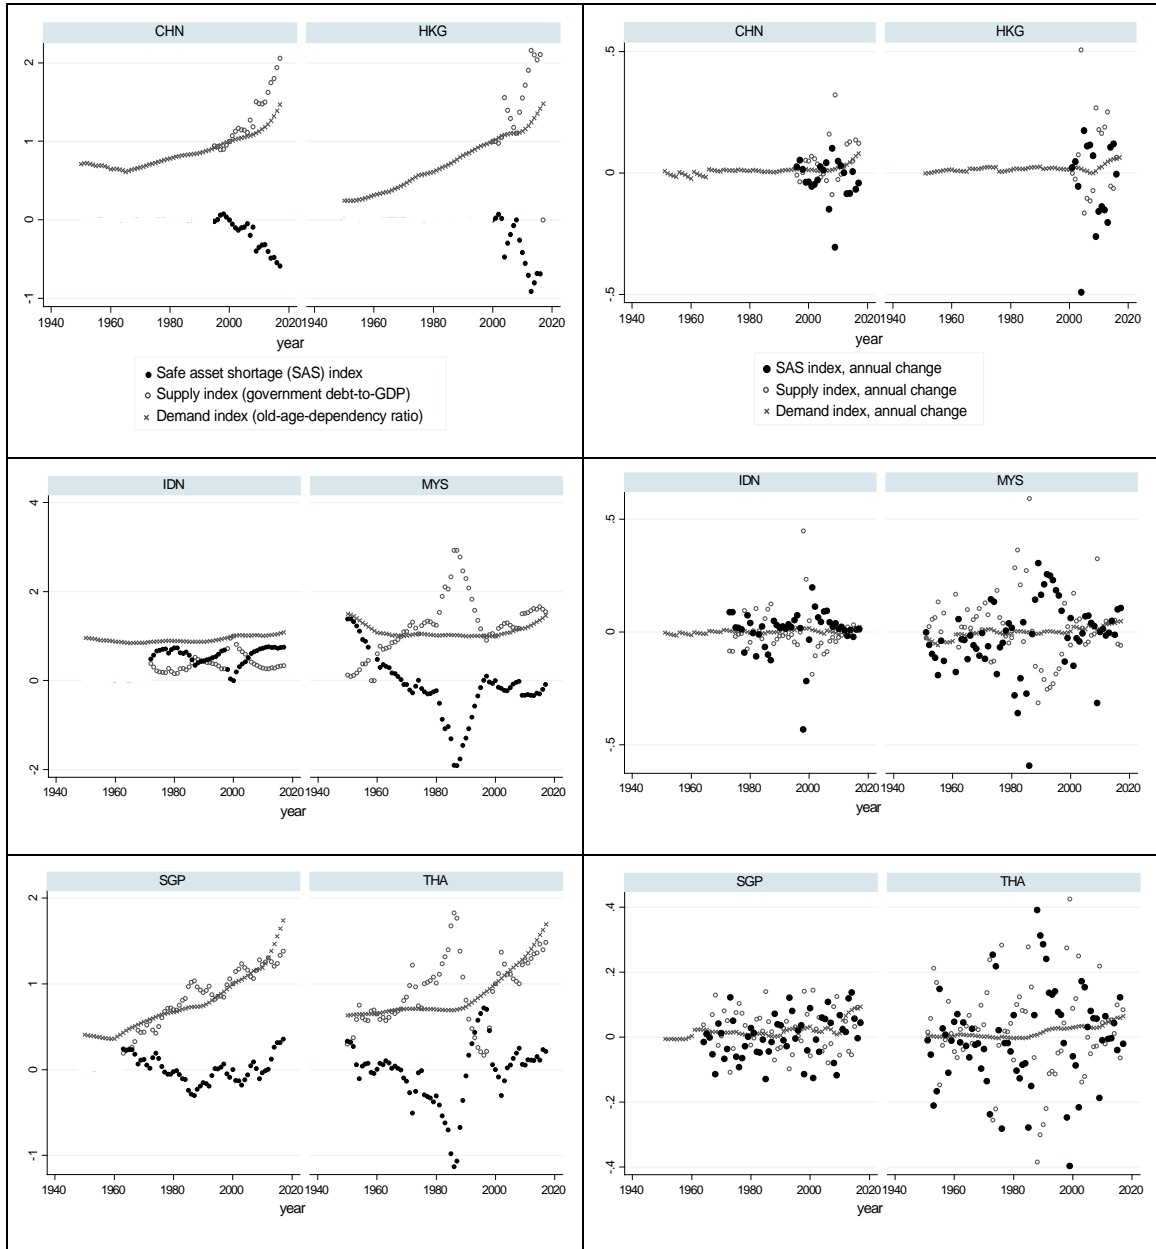 CHN HKG
2
1
0
-1
1940 1960 1980 2000 2020 1940 1960 1980 2000 2020
year
Safe asset shortage (SAS) index
Supply index (government debt-to-GDP)
Demand index (old-age-dependency ratio)
CHN HKG
.5
0
-.5
1940 1960 1980 2000 2020 1940 1960 1980 2000 2020
year
SAS index, annual change
Supply index, annual change
Demand index, annual change
IDN MYS
4
2
0
-2
1940 1960 1980 2000 2020 1940 1960 1980 2000 2020
year
IDN MYS
.5
0
-.5
1940 1960 1980 2000 2020 1940 1960 1980 2000 2020
year
SGP THA
2
1
0
-1
1940 1960 1980 2000 2020 1940 1960 1980 2000 2020
year
SGP THA
.4
.2
0
-.2
-.4
1940 1960 1980 2000 2020 1940 1960 1980 2000 2020
year